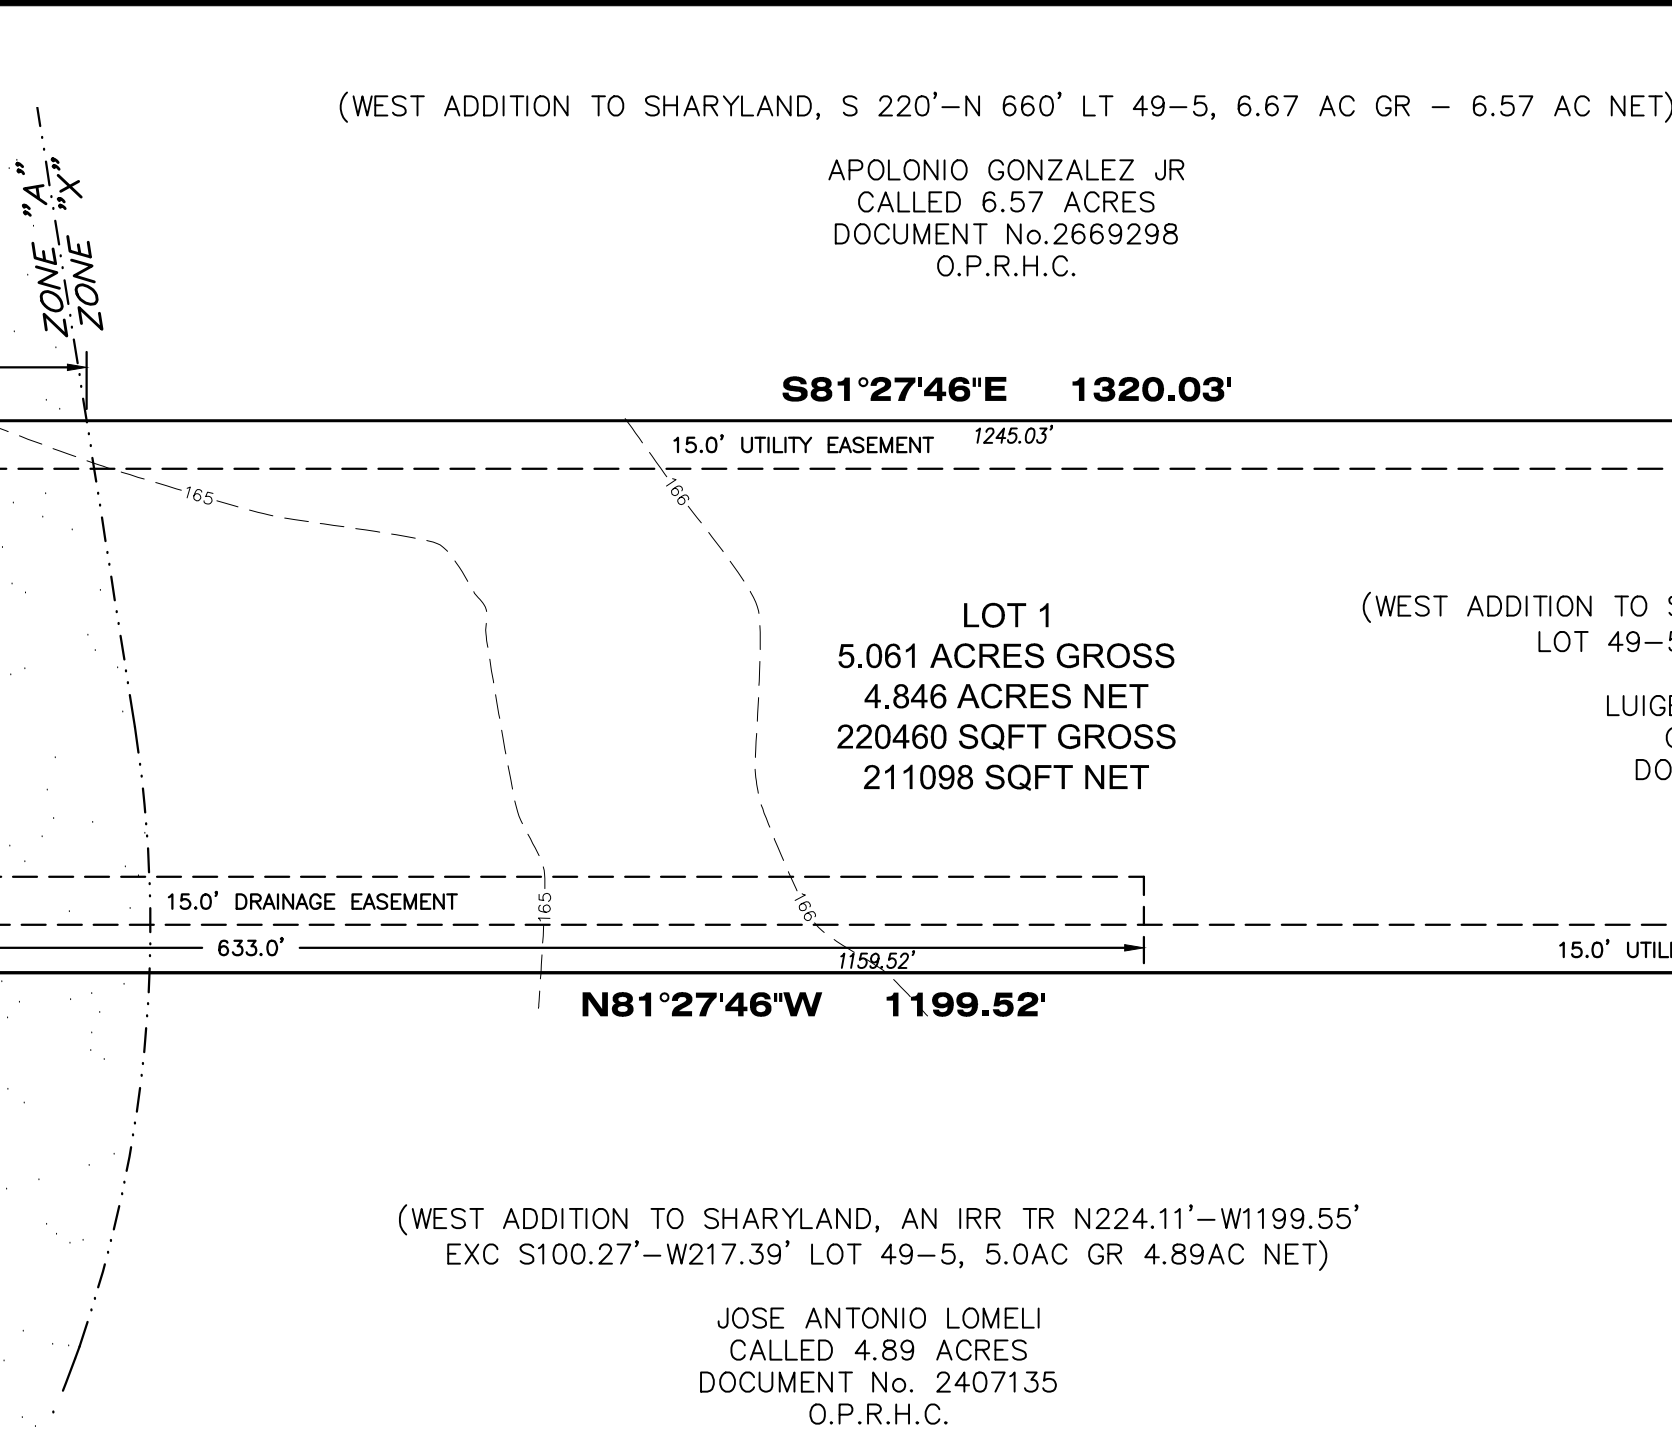 (WEST ADDITION TO SHARYLAND, S 220'-N 660' LT 49-5, 6.67 AC GR - 6.57 AC NET)
APOLONIO GONZALEZ JR
CALLED 6.57 ACRES
DOCUMENT No.2669298
O.P.R.H.C.
ZONE "A"
ZONE "X"
S81°27'46"E 1320.03'
15.0' UTILITY EASEMENT 1245.03'
165
166
LOT 1
5.061 ACRES GROSS
4.846 ACRES NET
220460 SQFT GROSS
211098 SQFT NET
(WEST ADDITION TO
LOT 49-5
15.0' DRAINAGE EASEMENT
165
166
633.0'
1159.52'
15.0'
N81°27'46"W 1199.52'
(WEST ADDITION TO SHARYLAND, AN IRR TR N224.11'-W1199.55'
EXC S100.27'-W217.39' LOT 49-5, 5.0AC GR 4.89AC NET)
JOSE ANTONIO LOMELI
CALLED 4.89 ACRES
DOCUMENT No. 2407135
O.P.R.H.C.